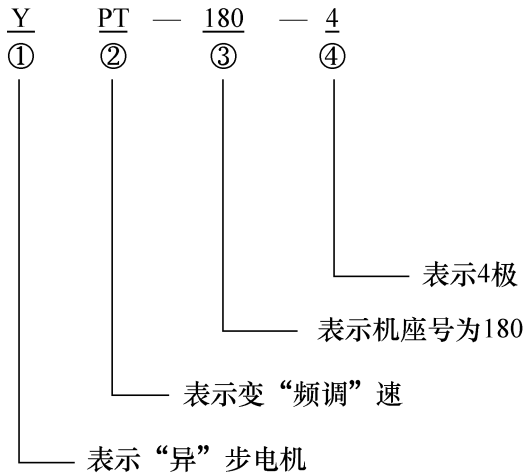 Y PT — 180 — 4
① ② ③ ④
表示4极
表示机座号为180
表示变“频调”速
表示“异”步电机